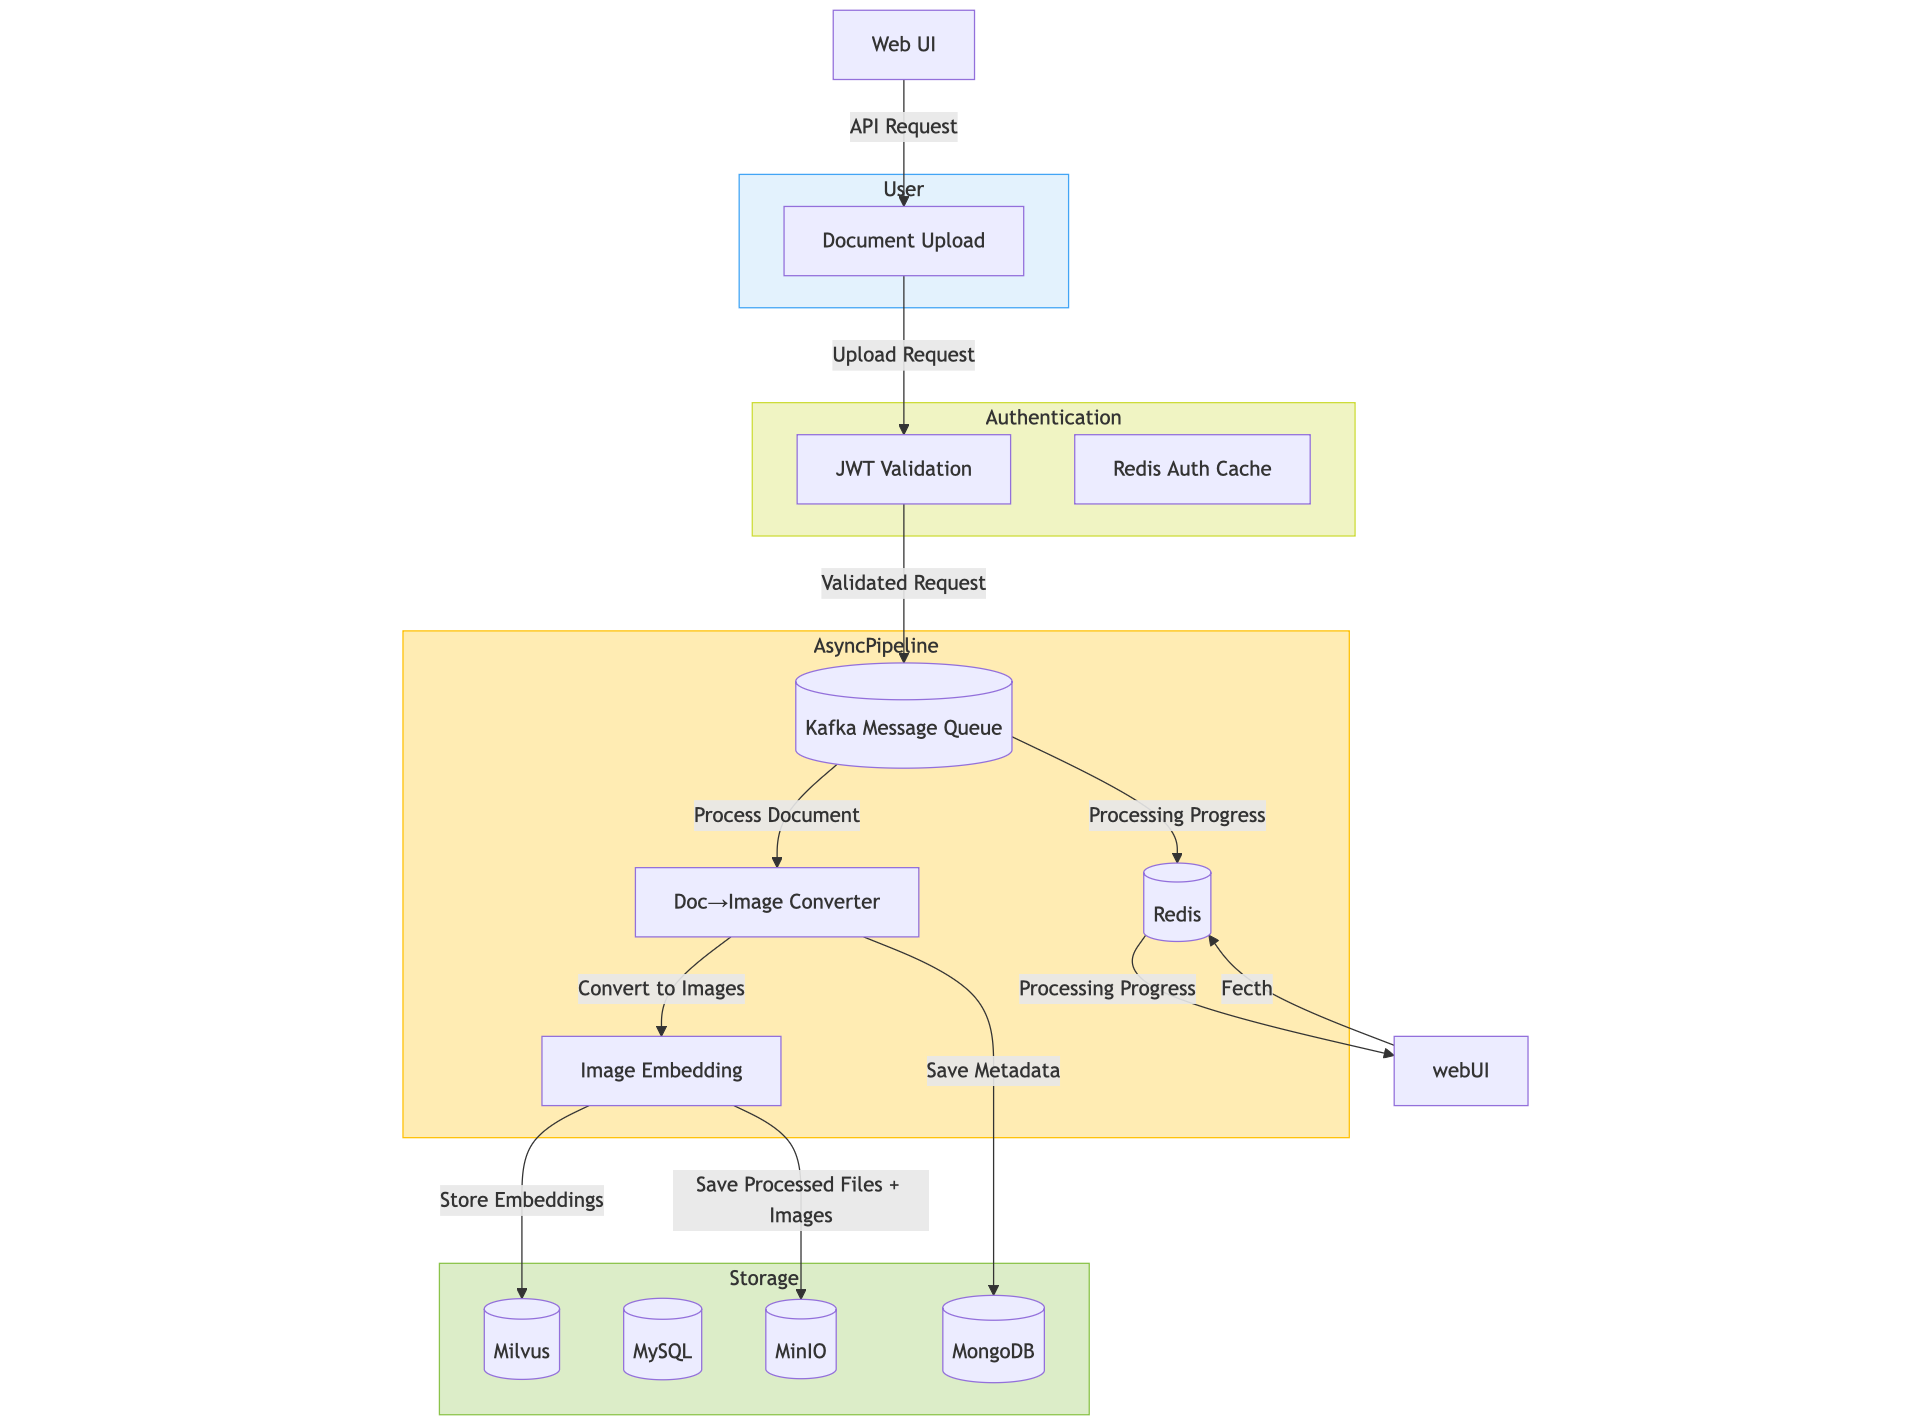 Web UI
API Request
User
Document Upload
Upload Request
Authentication
JWT Validation
Redis Auth Cache
Validated Request
AsyncPipeline
Kafka Message Queue
Process Document
Processing Progress
Doc→Image Converter
Redis
Convert to Images
Processing Progress
Fecth
Image Embedding
Save Metadata
webUI
Store Embeddings
Save Processed Files +
Images
Storage
Milvus
MySQL
MinIO
MongoDB